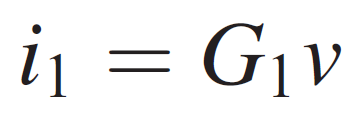 i₁ = G₁v